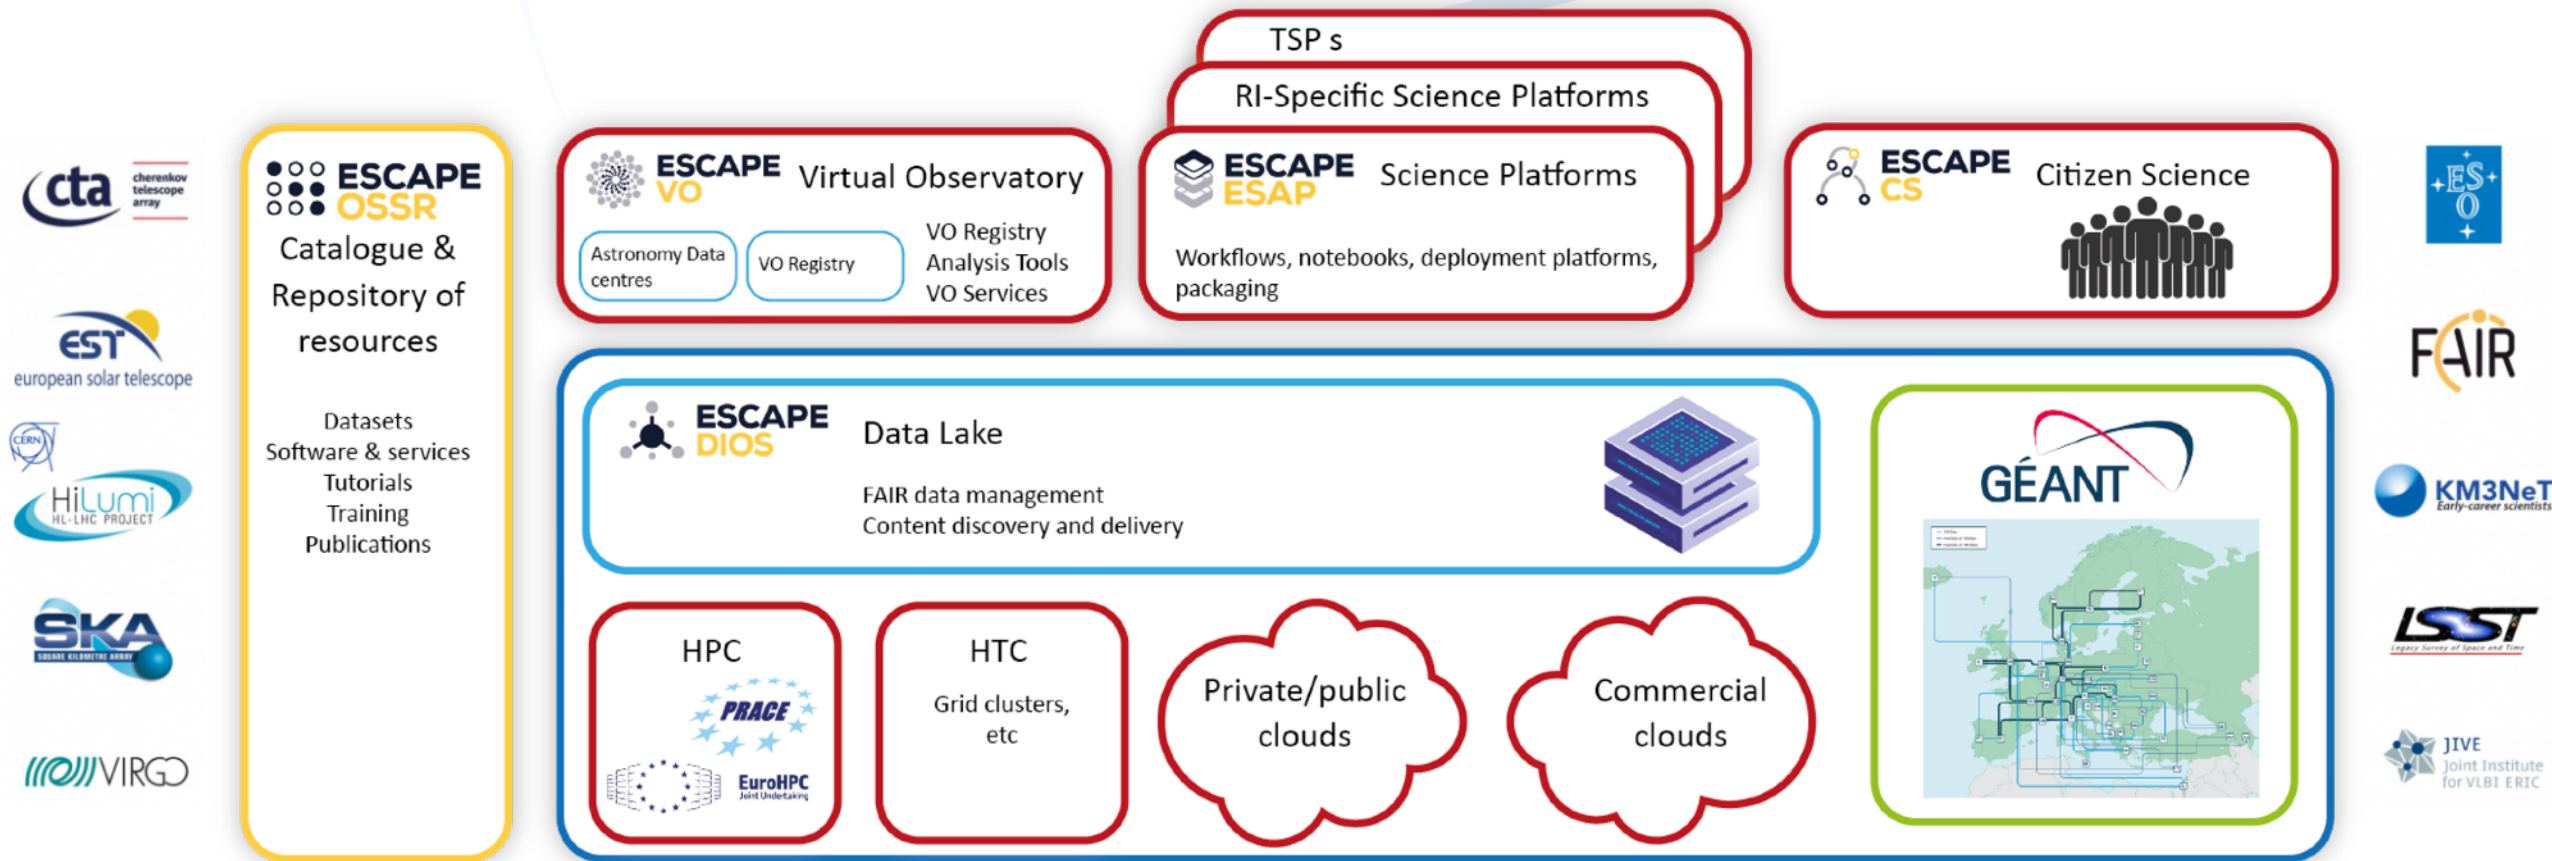 cta
cherenkov
telescope
array
EST
european solar telescope
CERN
HiLumi
HL-LHC PROJECT
SKA
SQUARE KILOMETRE ARRAY
VIRGO
ESCAPE
OSSR
Catalogue &
Repository of
resources
Datasets
Software & services
Tutorials
Training
Publications
ESCAPE
VO
Virtual Observatory
Astronomy Data
centres
VO Registry
VO Registry
Analysis Tools
VO Services
TSP s
RI-Specific Science Platforms
ESCAPE
ESAP
Science Platforms
Workflows, notebooks, deployment platforms,
packaging
ESCAPE
CS
Citizen Science
ESCAPE
DIOS
Data Lake
FAIR data management
Content discovery and delivery
HPC
PRACE
EuroHPC
Joint Undertaking
HTC
Grid clusters,
etc
Private/public
clouds
Commercial
clouds
GÉANT
ES
O
FAIR
KM3NeT
Early-career scientists
LSST
Legacy Survey of Space and Time
JIVE
Joint Institute
for VLBI ERIC